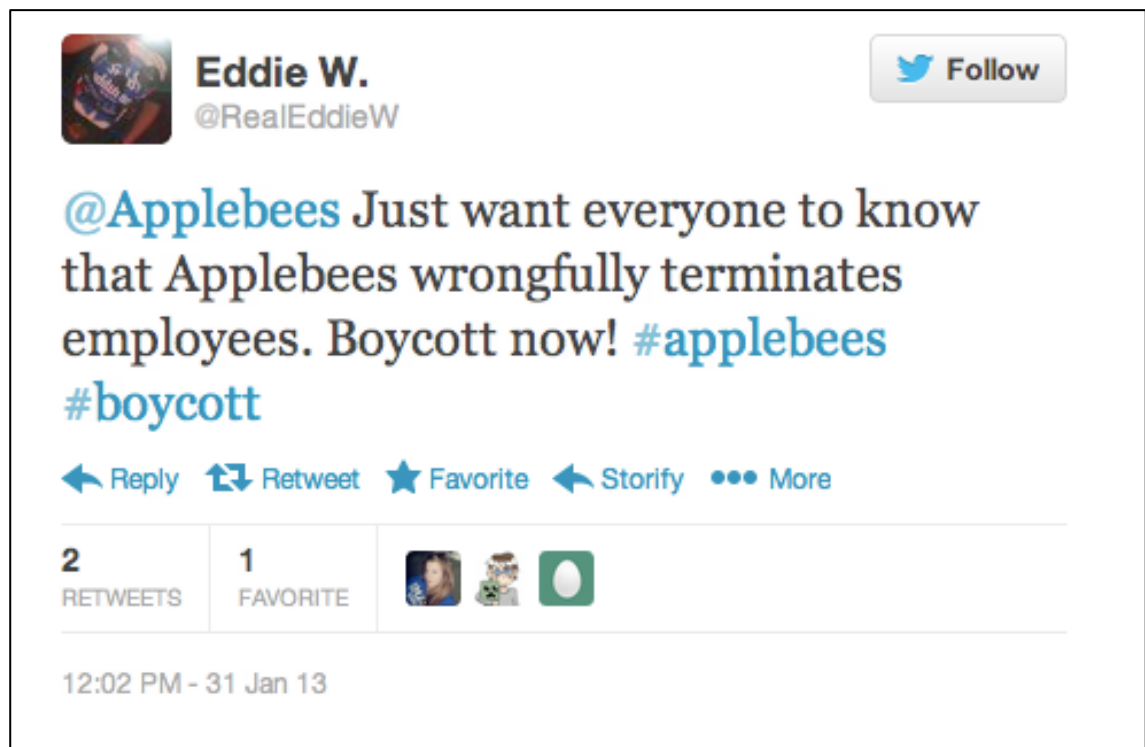 Eddie W.
@RealEddieW
Follow
@Applebees Just want everyone to know
that Applebees wrongfully terminates
employees. Boycott now! #applebees
#boycott
Reply Retweet Favorite Storify More
2
RETWEETS
1
FAVORITE
12:02 PM - 31 Jan 13